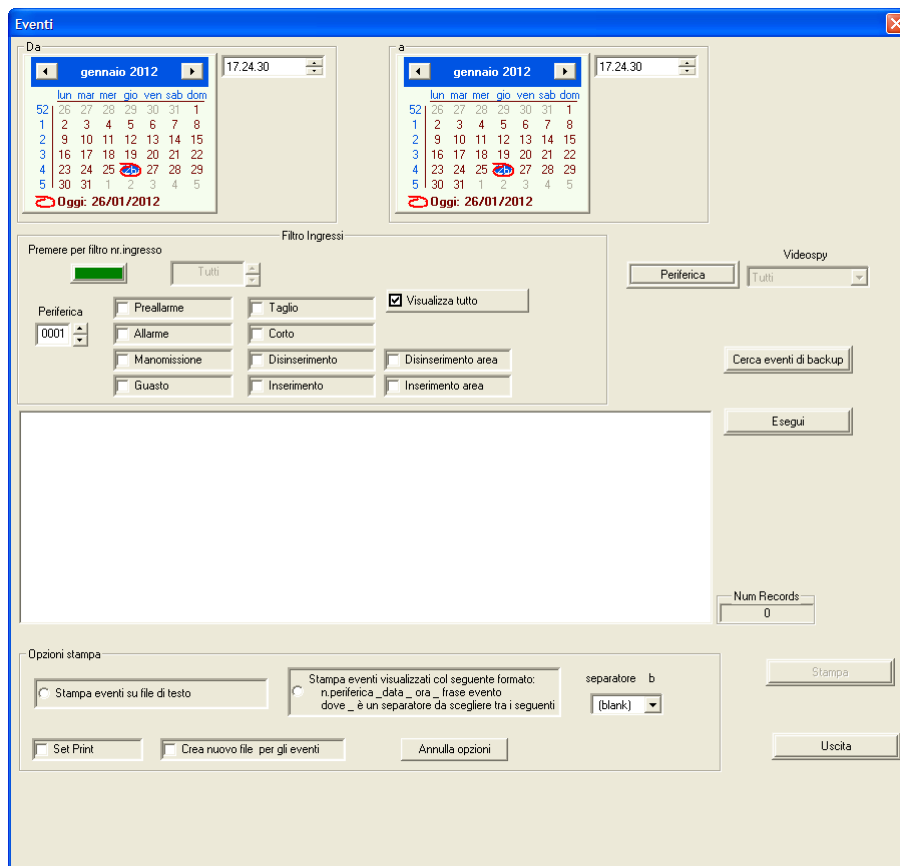 Eventi
Da
gennaio 2012
17.24.30
lun mar mer gio ven sab dom
52 26 27 28 29 30 31 1
1 2 3 4 5 6 7 8
2 9 10 11 12 13 14 15
3 16 17 18 19 20 21 22
4 23 24 25 26 27 28 29
5 30 31 1 2 3 4 5
Oggi: 26/01/2012
a
gennaio 2012
17.24.30
lun mar mer gio ven sab dom
52 26 27 28 29 30 31 1
1 2 3 4 5 6 7 8
2 9 10 11 12 13 14 15
3 16 17 18 19 20 21 22
4 23 24 25 26 27 28 29
5 30 31 1 2 3 4 5
Oggi: 26/01/2012
Filtro Ingressi
Premere per filtro nr.ingresso
Tutti
Periferica
0001
Preallarme
Allarme
Manomissione
Guasto
Taglio
Corto
Disinserimento
Inserimento
Visualizza tutto
Disinserimento area
Inserimento area
Periferica
Videospy
Tutti
Cerca eventi di backup
Esegui
Num Records
0
Opzioni stampa
Stampa eventi su file di testo
Stampa eventi visualizzati col seguente formato:
n.periferica _data _ ora _ frase evento
dove _ è un separatore da scegliere tra i seguenti
separatore b
(blank)
Set Print
Crea nuovo file per gli eventi
Annulla opzioni
Stampa
Uscita